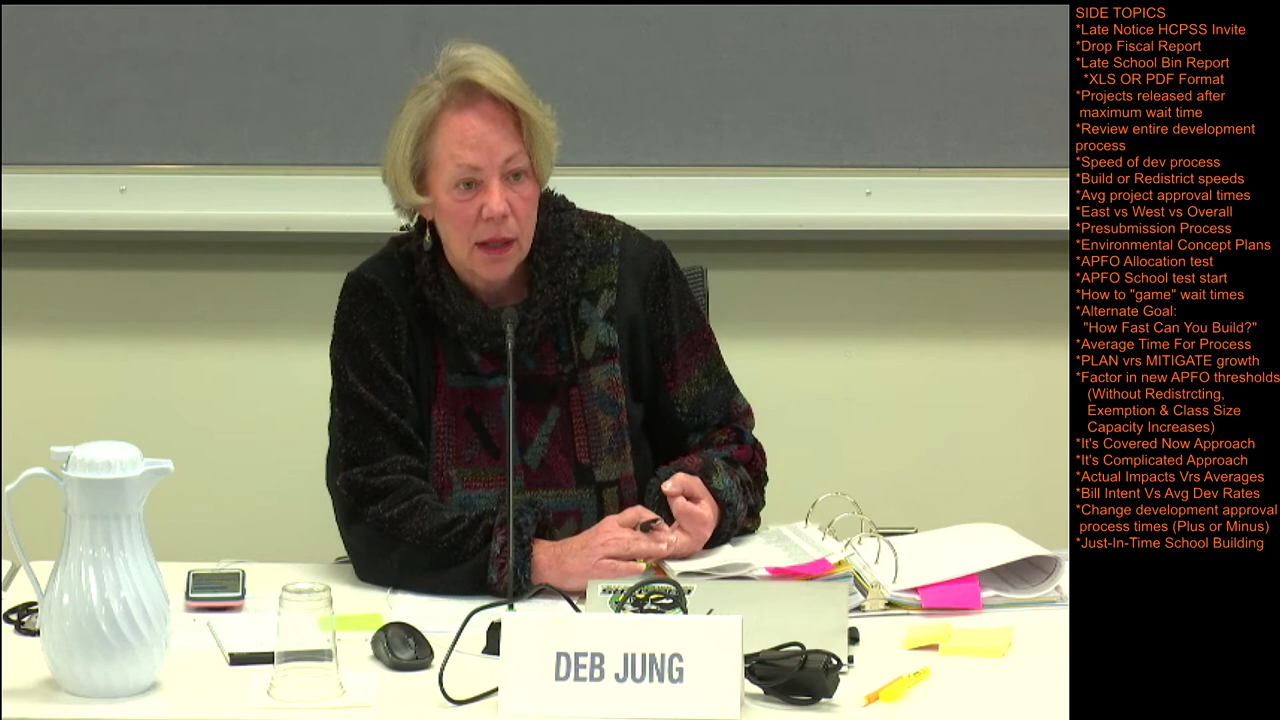 SIDE TOPICS
*Late Notice HCPSS Invite
*Drop Fiscal Report
*Late School Bin Report
*XLS OR PDF Format
*Projects released after
maximum wait time
*Review entire development
process
*Speed of dev process
*Build or Redistrict speeds
*Avg project approval times
*East vs West vs Overall
*Presubmission Process
*Environmental Concept Plans
*APFO Allocation test
*APFO School test start
*How to "game" wait times
*Alternate Goal:
"How Fast Can You Build?"
*Average Time For Process
*PLAN vrs MITIGATE growth
*Factor in new APFO thresholds
(Without Redistrcting,
Exemption & Class Size
Capacity Increases)
*It's Covered Now Approach
*It's Complicated Approach
*Actual Impacts Vrs Averages
*Bill Intent Vs Avg Dev Rates
*Change development approval
process times (Plus or Minus)
*Just-In-Time School Building
DEB JUNG